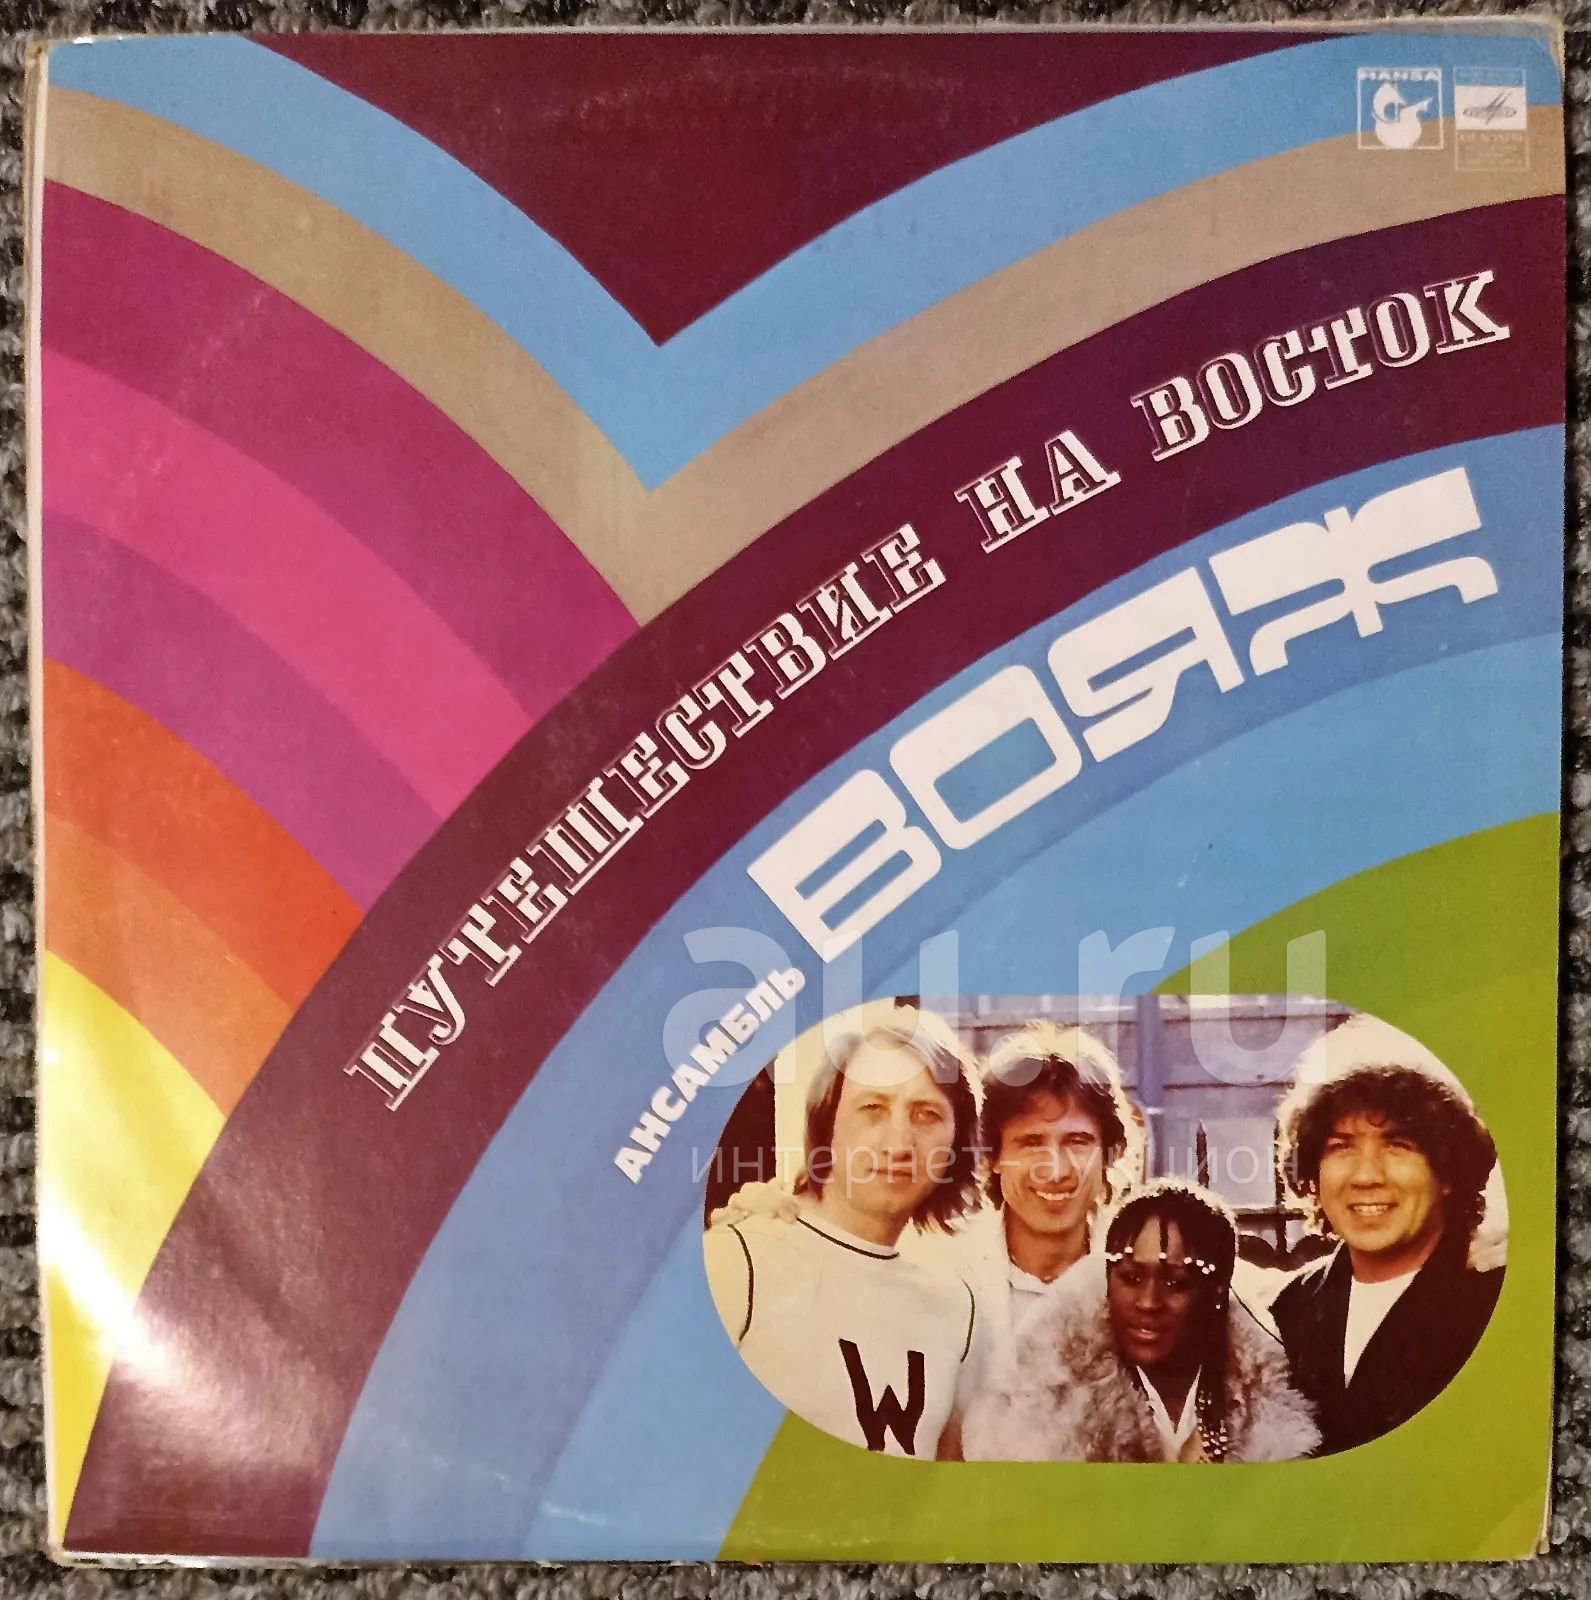 HANSA
ПУТЕШЕСТВИЕ НА ВОСТОК
АНСАМБЛЬ ВОЯЖ
au.ru
интернет-аукцион
W